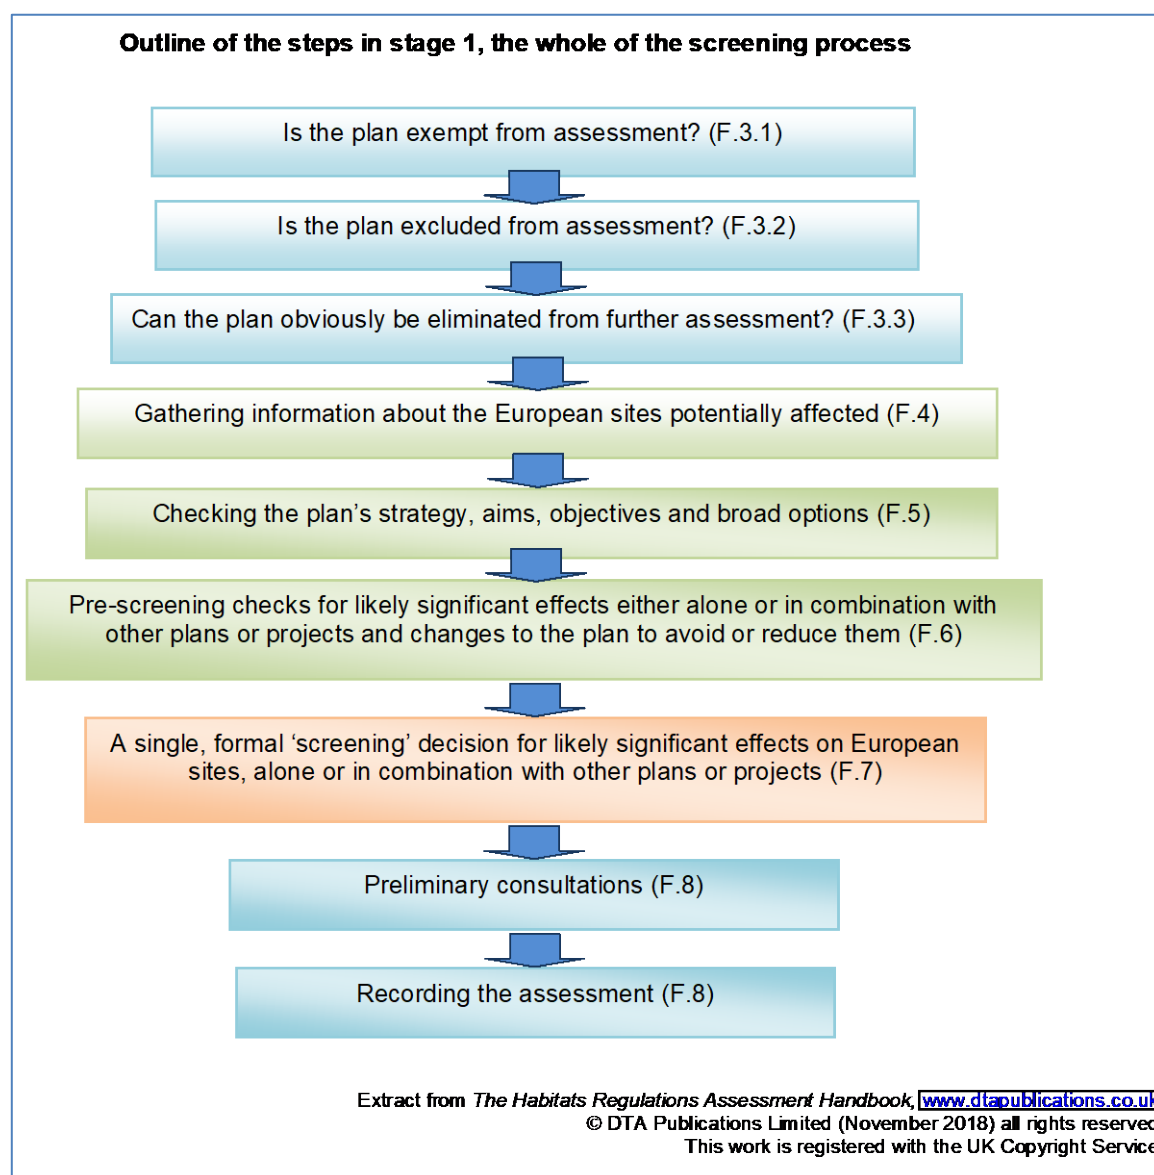 Outline of the steps in stage 1, the whole of the screening process
Is the plan exempt from assessment? (F.3.1)
Is the plan excluded from assessment? (F.3.2)
Can the plan obviously be eliminated from further assessment? (F.3.3)
Gathering information about the European sites potentially affected (F.4)
Checking the plan’s strategy, aims, objectives and broad options (F.5)
Pre-screening checks for likely significant effects either alone or in combination with
other plans or projects and changes to the plan to avoid or reduce them (F.6)
A single, formal ‘screening’ decision for likely significant effects on European
sites, alone or in combination with other plans or projects (F.7)
Preliminary consultations (F.8)
Recording the assessment (F.8)
Extract from The Habitats Regulations Assessment Handbook, www.dtapublications.co.uk
© DTA Publications Limited (November 2018) all rights reserved
This work is registered with the UK Copyright Service